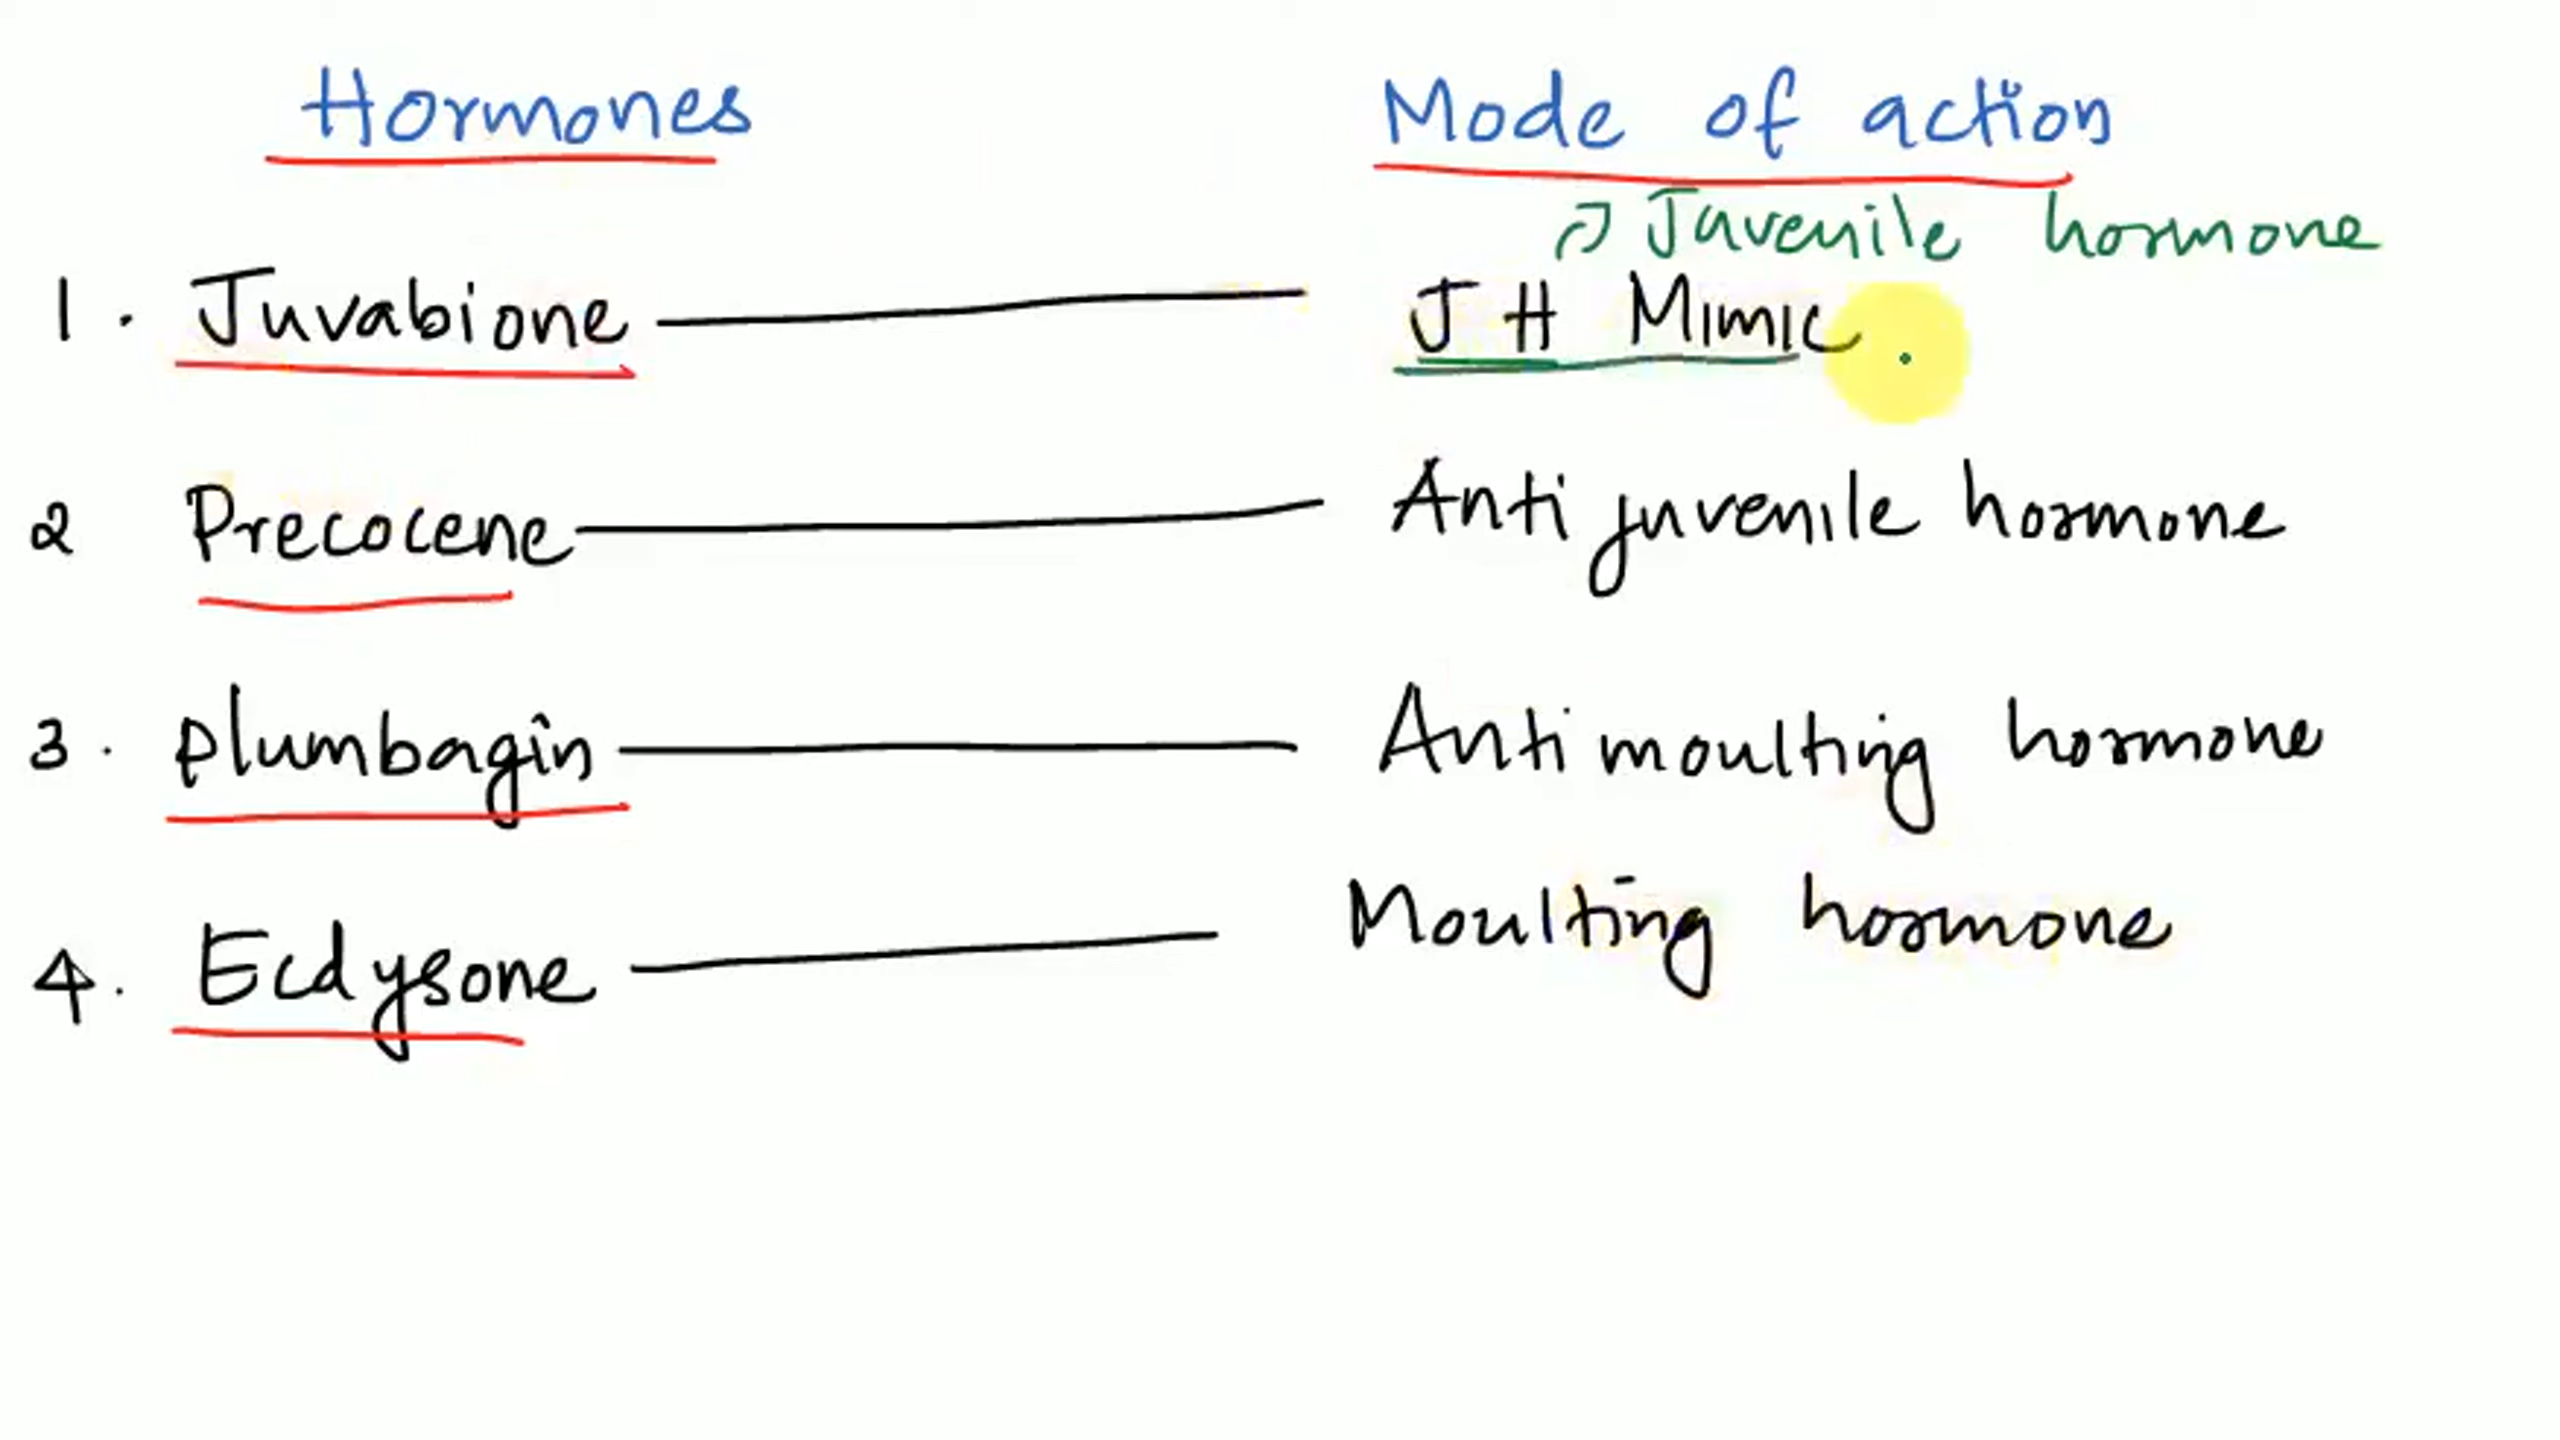 Hormones Mode of action
Juvenile hormone
1. Juvabione J H Mimic
2 Precocene Anti juvenile hormone
3. Plumbagin Anti moulting hormone
4. Ecdysone Moulting hormone